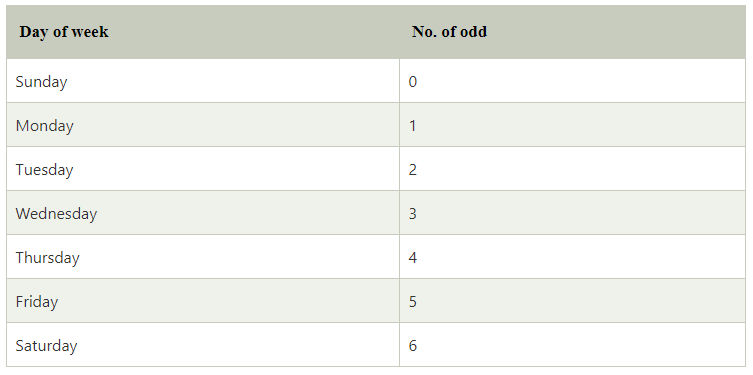 Day of week No. of odd
Sunday 0
Monday 1
Tuesday 2
Wednesday 3
Thursday 4
Friday 5
Saturday 6